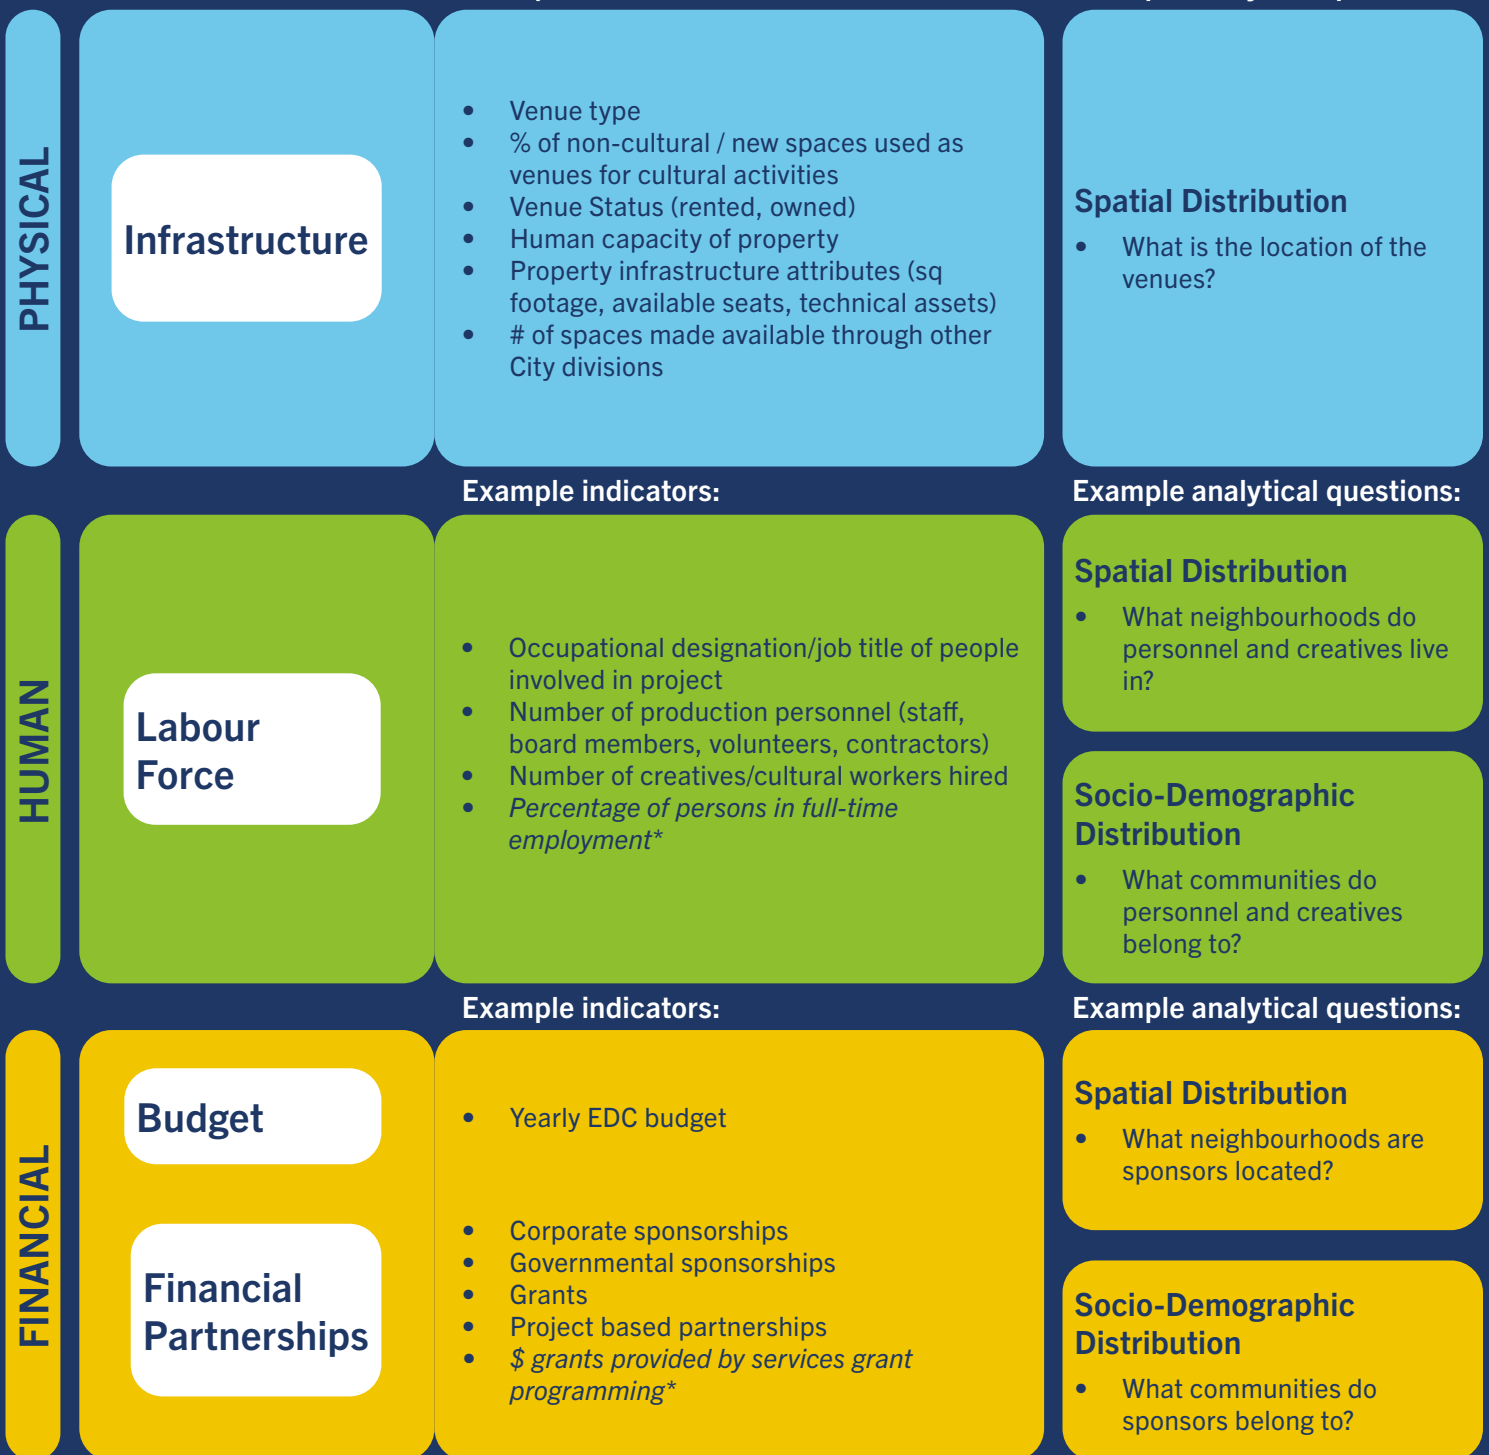 PHYSICAL
Infrastructure
• Venue type
• % of non-cultural / new spaces used as
venues for cultural activities
• Venue Status (rented, owned)
• Human capacity of property
• Property infrastructure attributes (sq
footage, available seats, technical assets)
• # of spaces made available through other
City divisions
Spatial Distribution
• What is the location of the
venues?
Example indicators:
Example analytical questions:
HUMAN
Labour
Force
• Occupational designation/job title of people
involved in project
• Number of production personnel (staff,
board members, volunteers, contractors)
• Number of creatives/cultural workers hired
• Percentage of persons in full-time
employment*
Spatial Distribution
• What neighbourhoods do
personnel and creatives live
in?
Socio-Demographic
Distribution
• What communities do
personnel and creatives
belong to?
Example indicators:
Example analytical questions:
FINANCIAL
Budget
• Yearly EDC budget
Financial
Partnerships
• Corporate sponsorships
• Governmental sponsorships
• Grants
• Project based partnerships
• $ grants provided by services grant
programming*
Spatial Distribution
• What neighbourhoods are
sponsors located?
Socio-Demographic
Distribution
• What communities do
sponsors belong to?